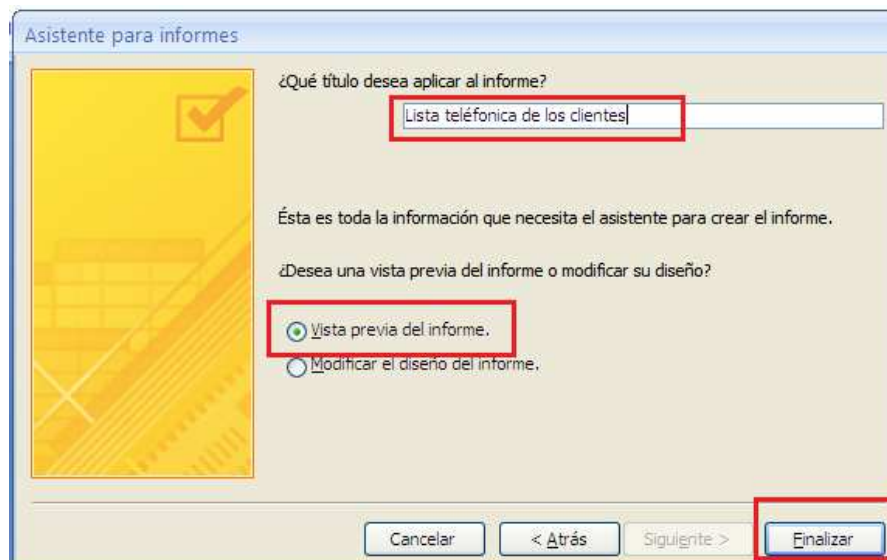 Asistente para informes
¿Qué título desea aplicar al informe?
Lista teléfonica de los clientes
Ésta es toda la información que necesita el asistente para crear el informe.
¿Desea una vista previa del informe o modificar su diseño?
Vista previa del informe.
Modificar el diseño del informe.
Cancelar < Atrás Siguiente > Finalizar